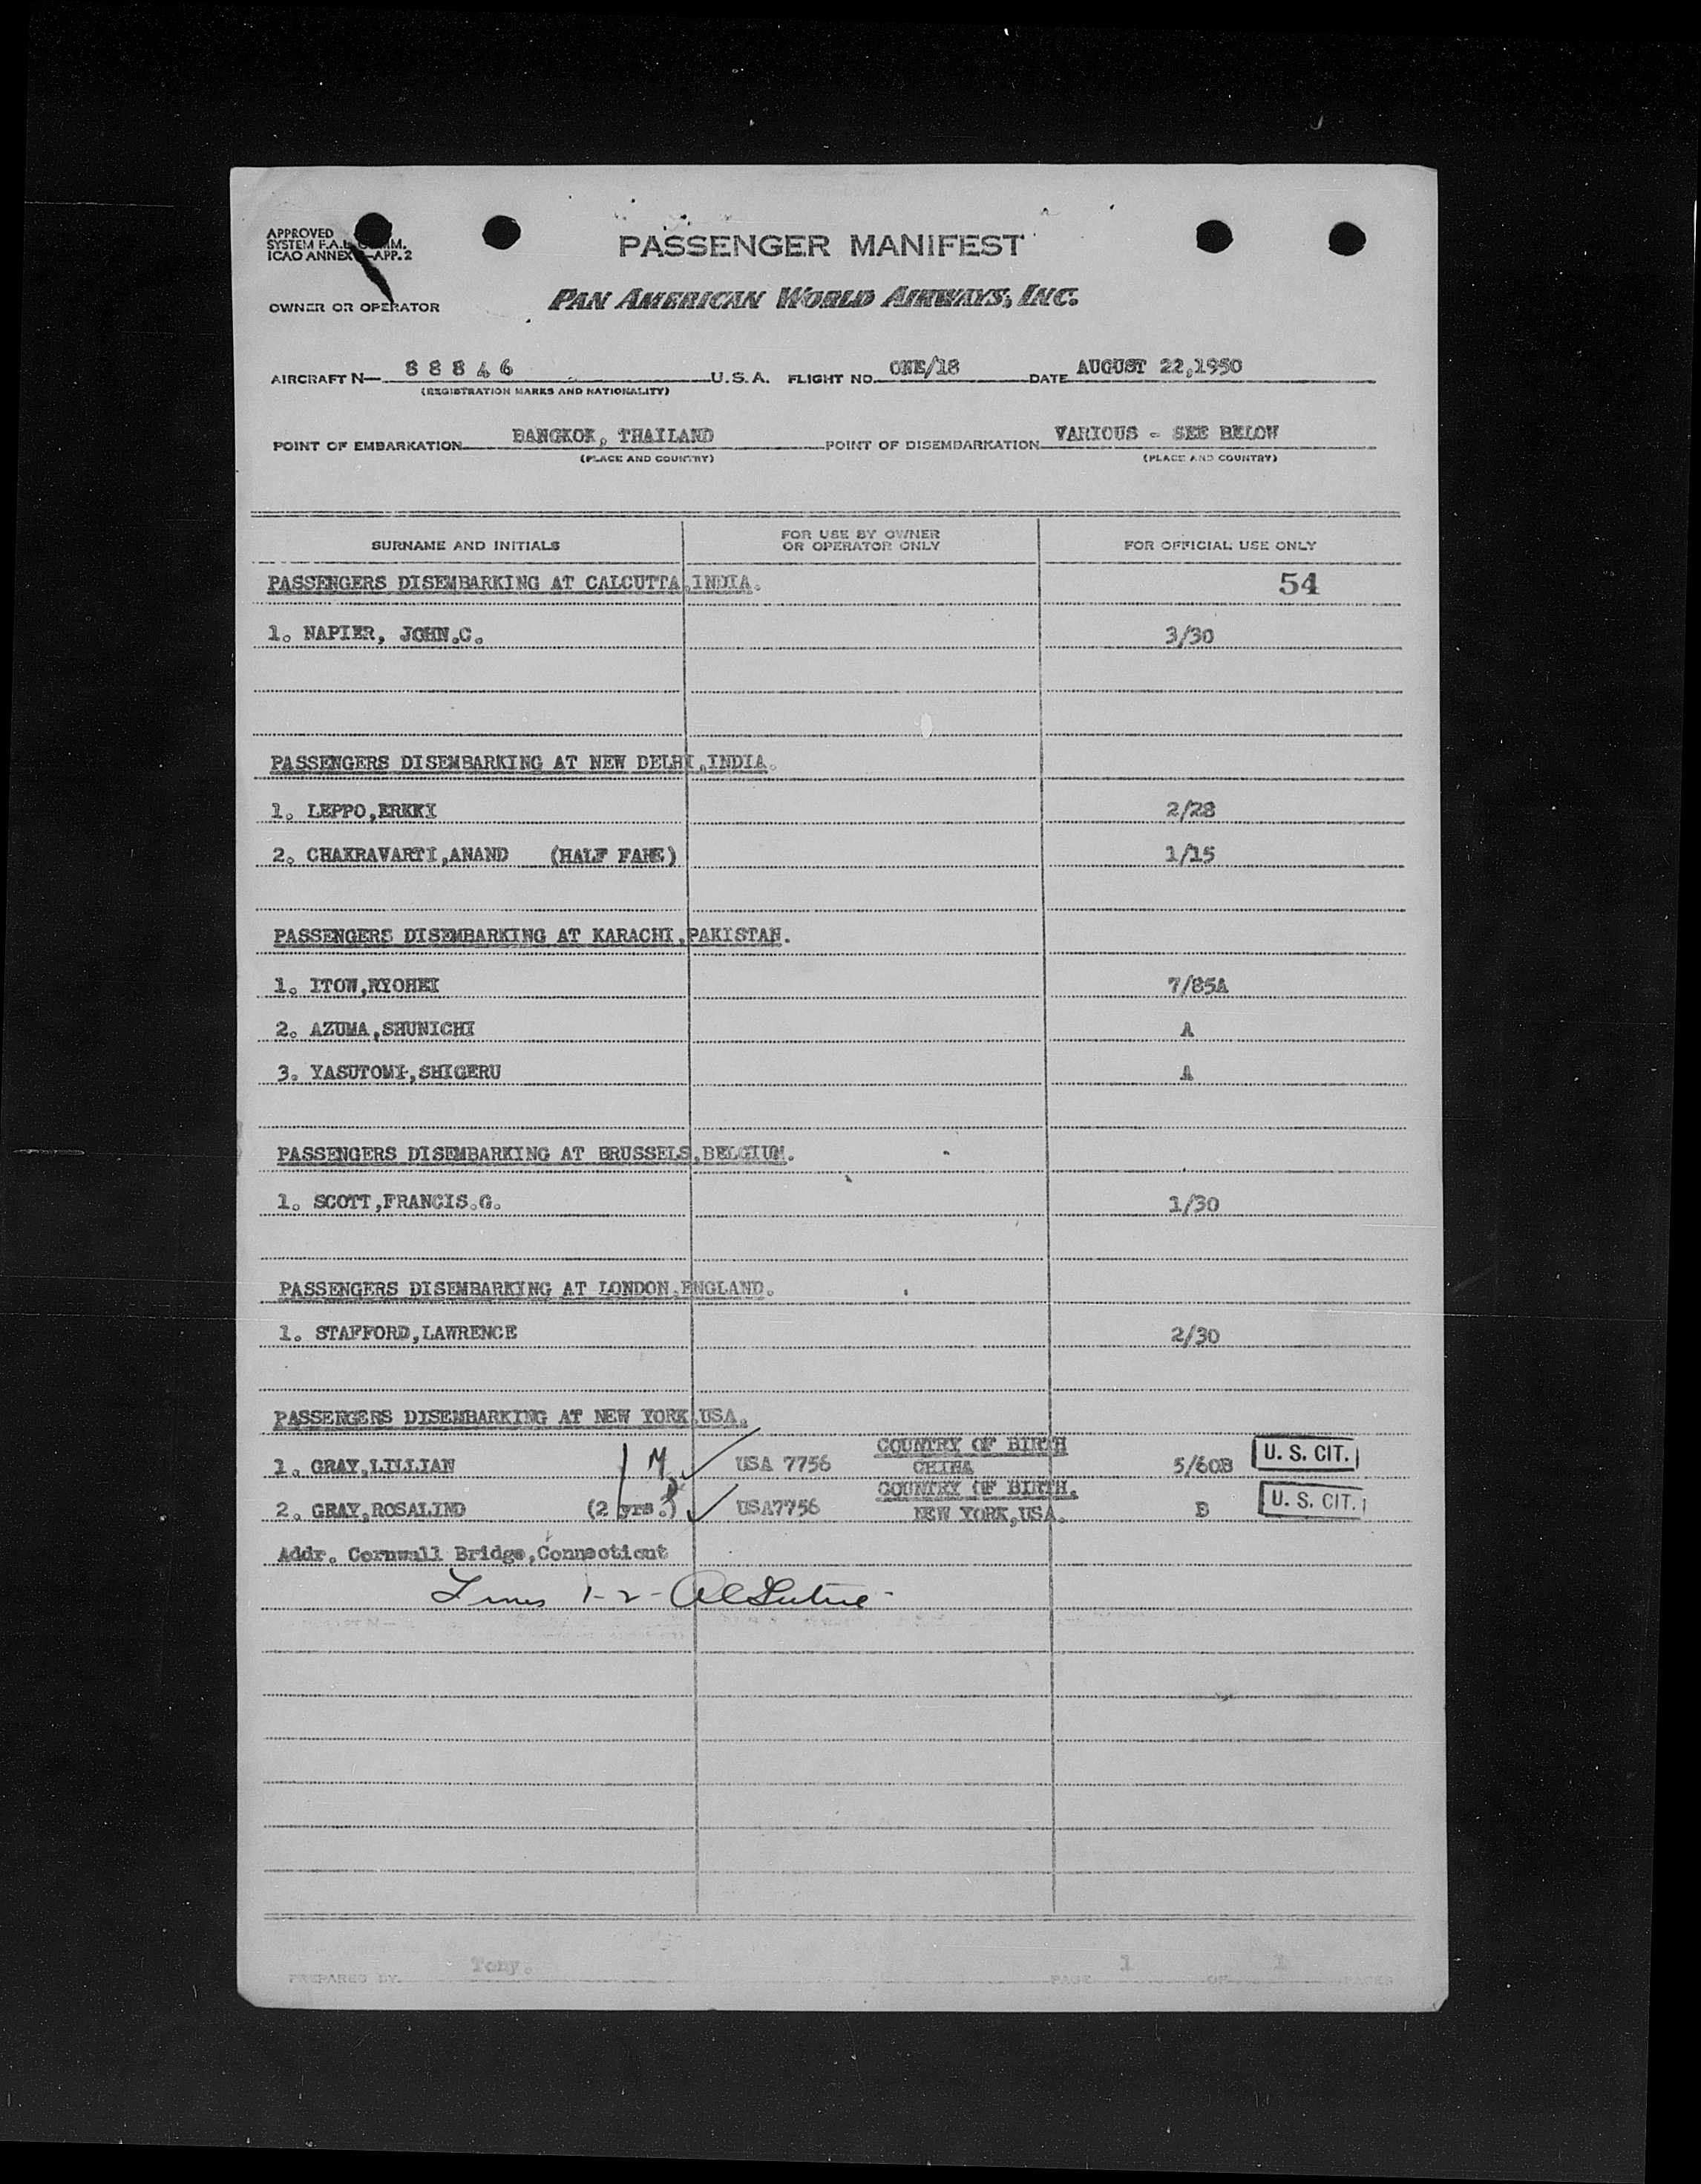 APPROVED
SYSTEM F.A.L. COMM.
ICAO ANNEX —APP. 2
PASSENGER MANIFEST
OWNER OR OPERATOR PAN AMERICAN WORLD AIRWAYS, INC.
AIRCRAFT N— 88846 U.S.A. FLIGHT NO. ONE/18 DATE AUGUST 22,1950
(REGISTRATION MARKS AND NATIONALITY)
POINT OF EMBARKATION BANGKOK, THAILAND POINT OF DISEMBARKATION VARIOUS - SEE BELOW
(PLACE AND COUNTRY) (PLACE AND COUNTRY)
SURNAME AND INITIALS FOR USE BY OWNER OR OPERATOR ONLY FOR OFFICIAL USE ONLY
PASSENGERS DISEMBARKING AT CALCUTTA,INDIA. 54
1. NAPIER, JOHN.C. 3/30
PASSENGERS DISEMBARKING AT NEW DELHI,INDIA.
1. LEPPO,ERKKI 2/28
2. CHAKRAVARTI,ANAND (HALF FARE) 1/15
PASSENGERS DISEMBARKING AT KARACHI,PAKISTAN.
1. ITOW,RYOHEI 7/85A
2. AZUMA,SHUNICHI A
3. YASUTOMI,SHIGERU A
PASSENGERS DISEMBARKING AT BRUSSELS,BELGIUM.
1. SCOTT,FRANCIS.G. 1/30
PASSENGERS DISEMBARKING AT LONDON,ENGLAND.
1. STAFFORD,LAWRENCE 2/30
PASSENGERS DISEMBARKING AT NEW YORK,USA.
COUNTRY OF BIRTH
1. GRAY,LILLIAN M USA 7756 CHINA 5/60B U. S. CIT.
COUNTRY OF BIRTH.
2. GRAY,ROSALIND (2 yrs.) USA7756 NEW YORK,USA. B U. S. CIT.
Addr. Cornwall Bridge,Connecticut
Lines 1-2-
PREPARED BY Tony. PAGE 1 OF 1 PAGES